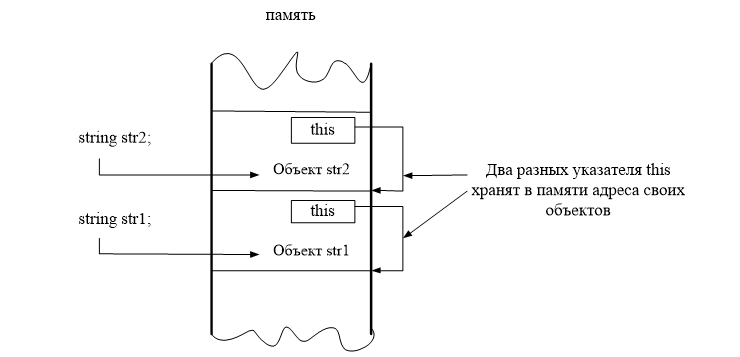 память
string str2;
this
Объект str2
string str1;
this
Объект str1
Два разных указателя this
хранят в памяти адреса своих
объектов